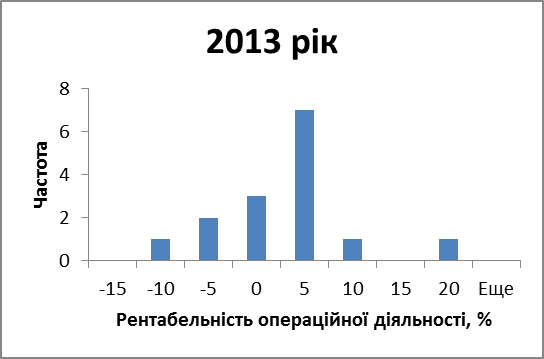 2013 рік
Частота
8
6
4
2
0
-15 -10 -5 0 5 10 15 20 Еще
Рентабельність операційної діяльності, %